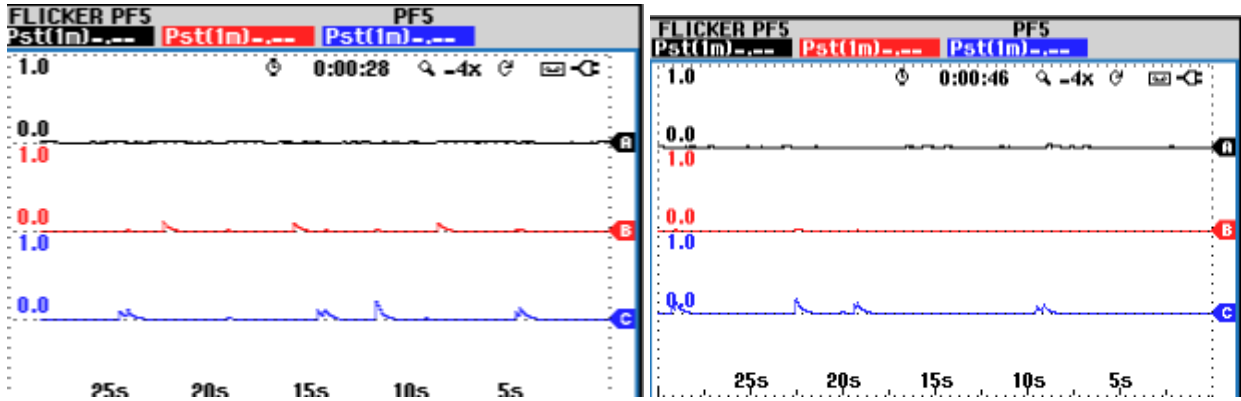 FLICKER PF5 PF5
Pst(1m)-.-- Pst(1m)-.-- Pst(1m)-.--
1.0 0:00:28 -4x
0.0
A
1.0
0.0
B
1.0
0.0
C
25s 20s 15s 10s 5s
FLICKER PF5 PF5
Pst(1m)-.-- Pst(1m)-.-- Pst(1m)-.--
1.0 0:00:46 -4x
0.0
A
1.0
0.0
B
1.0
0.0
C
25s 20s 15s 10s 5s